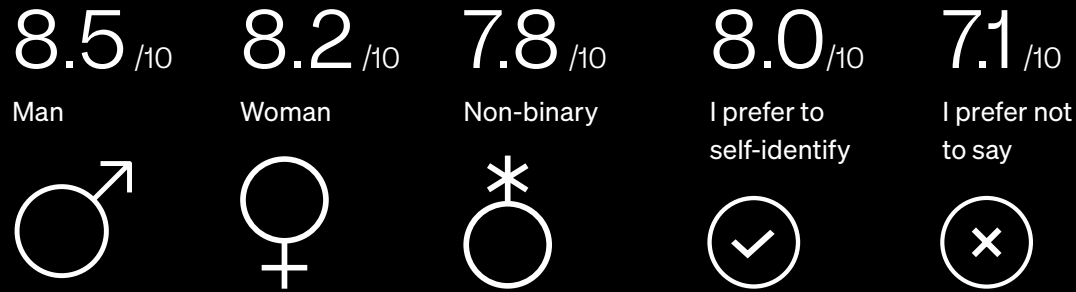 8.5 /10
Man
8.2 /10
Woman
7.8 /10
Non-binary
8.0 /10
I prefer to
self-identify
7.1 /10
I prefer not
to say